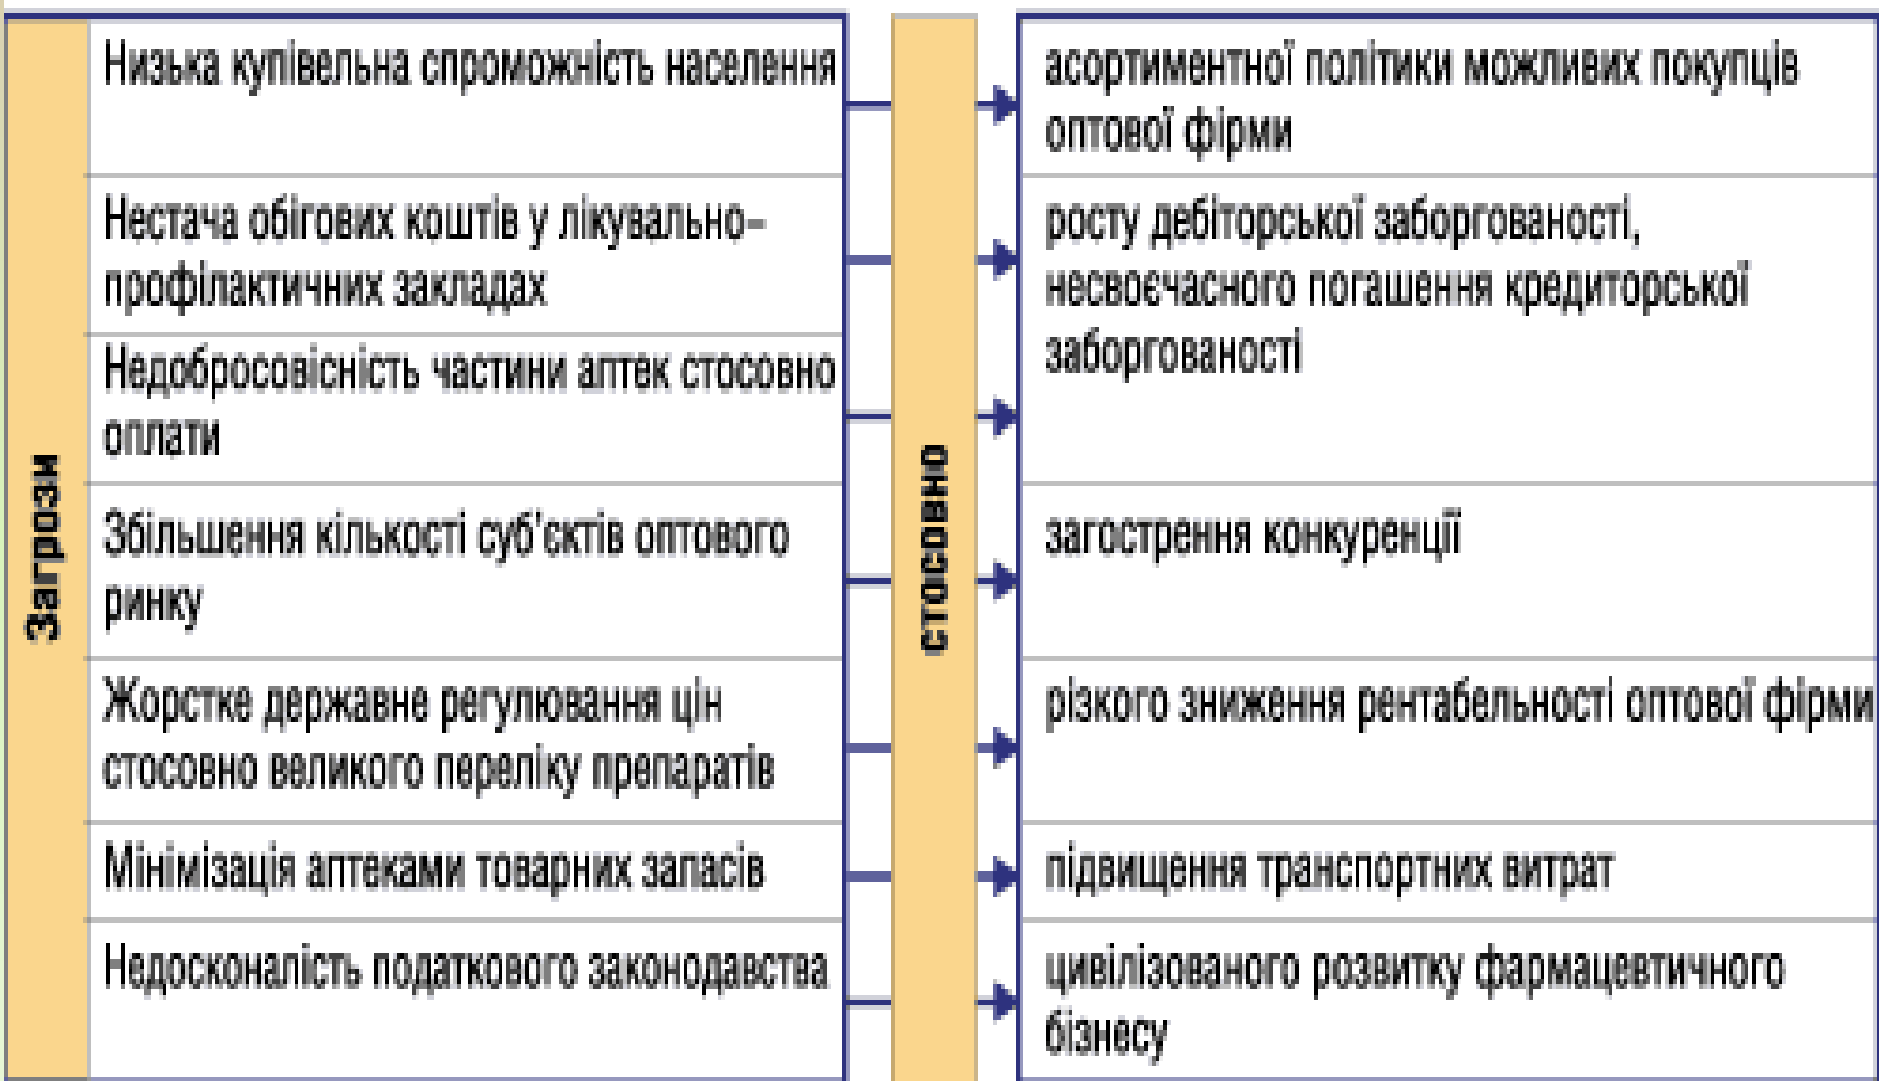 Загрози
Низька купівельна спроможність населення
Нестача обігових коштів у лікувально-
профілактичних закладах
Недобросовісність частини аптек стосовно
оплати
Збільшення кількості суб'єктів оптового
ринку
Жорстке державне регулювання цін
стосовно великого переліку препаратів
Мінімізація аптеками товарних запасів
Недосконалість податкового законодавства
стосовно
асортиментної політики можливих покупців
оптової фірми
росту дебіторської заборгованості,
несвоєчасного погашення кредиторської
заборгованості
загострення конкуренції
різкого зниження рентабельності оптової фірми
підвищення транспортних витрат
цивілізованого розвитку фармацевтичного
бізнесу